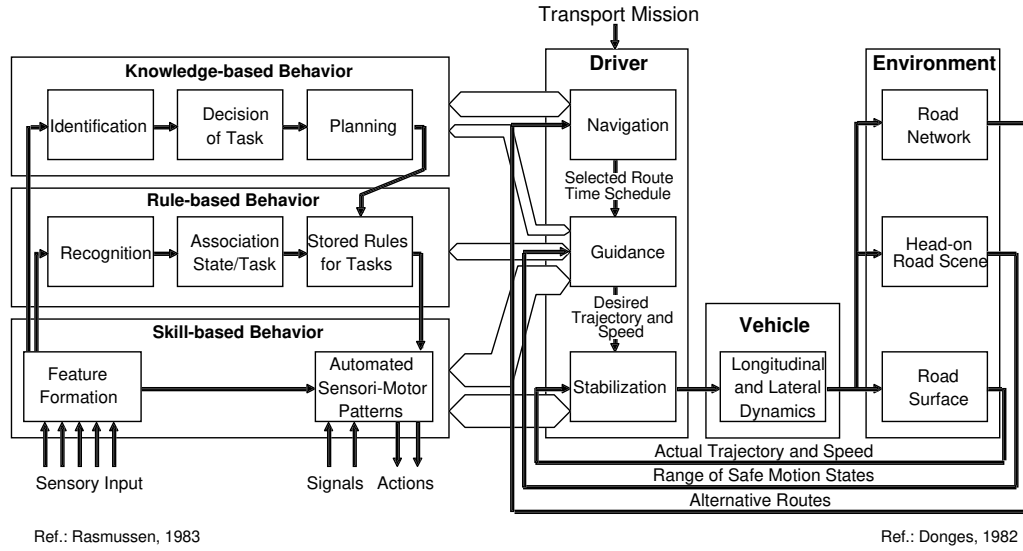 Transport Mission
Knowledge-based Behavior
Identification
Decision
of Task
Planning
Rule-based Behavior
Recognition
Association
State/Task
Stored Rules
for Tasks
Skill-based Behavior
Feature
Formation
Automated
Sensori-Motor
Patterns
Sensory Input
Signals
Actions
Driver
Navigation
Selected Route
Time Schedule
Guidance
Desired
Trajectory and
Speed
Stabilization
Vehicle
Longitudinal
and Lateral
Dynamics
Environment
Road
Network
Head-on
Road Scene
Road
Surface
Actual Trajectory and Speed
Range of Safe Motion States
Alternative Routes
Ref.: Rasmussen, 1983
Ref.: Donges, 1982